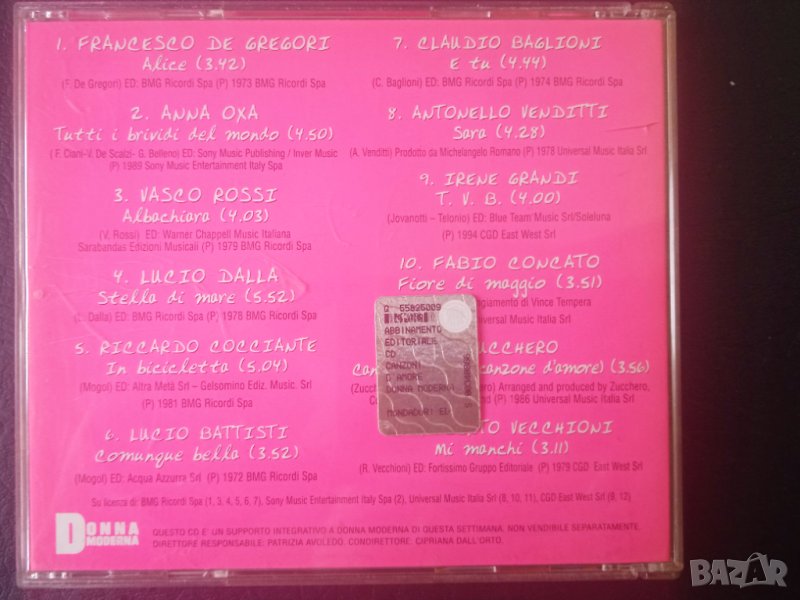 1. FRANCESCO DE GREGORI
Alice (3.42)
(F. De Gregori) ED: BMG Ricordi Spa (P) 1973 BMG Ricordi Spa
2. ANNA OXA
Tutti i brividi del mondo (4.50)
( F. Ciani-V. De Scalzi- G. Belleno) ED: Sony Music Publishing / Inver Music
(P) 1989 Sony Music Entertainment Italy Spa
3. VASCO ROSSI
Albachiara (4.03)
(V. Rossi) ED: Warner Chappell Music Italiana
Sarabandas Edizioni Musicali (P) 1979 BMG Ricordi Spa
4. LUCIO DALLA
Stella di mare (5.52)
(L. Dalla) ED: BMG Ricordi Spa (P) 1978 BMG Ricordi Spa
5. RICCARDO COCCIANTE
In bicicletta (5.04)
(Mogol) ED: Altra Metà Srl – Gelsomino Ediz. Music. Srl
(P) 1981 BMG Ricordi Spa
6. LUCIO BATTISTI
Comunque bella (3.52)
(Mogol) ED: Acqua Azzurra Srl (P) 1972 BMG Ricordi Spa
7. CLAUDIO BAGLIONI
E tu (4.44)
(C. Baglioni) ED: BMG Ricordi Spa (P) 1974 BMG Ricordi Spa
8. ANTONELLO VENDITTI
Sara (4.28)
(A. Venditti) Prodotto da Michelangelo Romano (P) 1978 Universal Music Italia Srl
9. IRENE GRANDI
T. V. B. (4.00)
(Jovanotti – Telonio) ED: Blue Team Music Srl/Soleluna
(P) 1994 CGD East West Srl
10. FABIO CONCATO
Fiore di maggio (3.51)
di Vince Tempera
Music Italia Srl
UCCHERO
Can canzone d'amore) (3.56)
(Zucc Arranged and produced by Zucchero,
(P) 1986 Universal Music Italia Srl
VECCHIONI
Mi manchi (3.11)
(R. Vecchioni) ED: Fortissimo Gruppo Editoriale (P) 1979 CGD East West Srl
ABBINAMENTO
EDITORIALE
CD
CANZONI
D'AMORE
DONNA MODERNA
MONDADORI ED
Su licenza di: BMG Ricordi Spa (1, 3, 4, 5, 6, 7), Sony Music Entertainment Italy Spa (2), Universal Music Italia Srl (8, 10, 11), CGD East West Srl (9, 12)
DONNA
MODERNA
QUESTO CD E' UN SUPPORTO INTEGRATIVO A DONNA MODERNA DI QUESTA SETTIMANA. NON VENDIBILE SEPARATAMENTE.
DIRETTORE RESPONSABILE: PATRIZIA AVOLEDO. CONDIRETTORE: CIPRIANA DALL'ORTO.
BAZAR